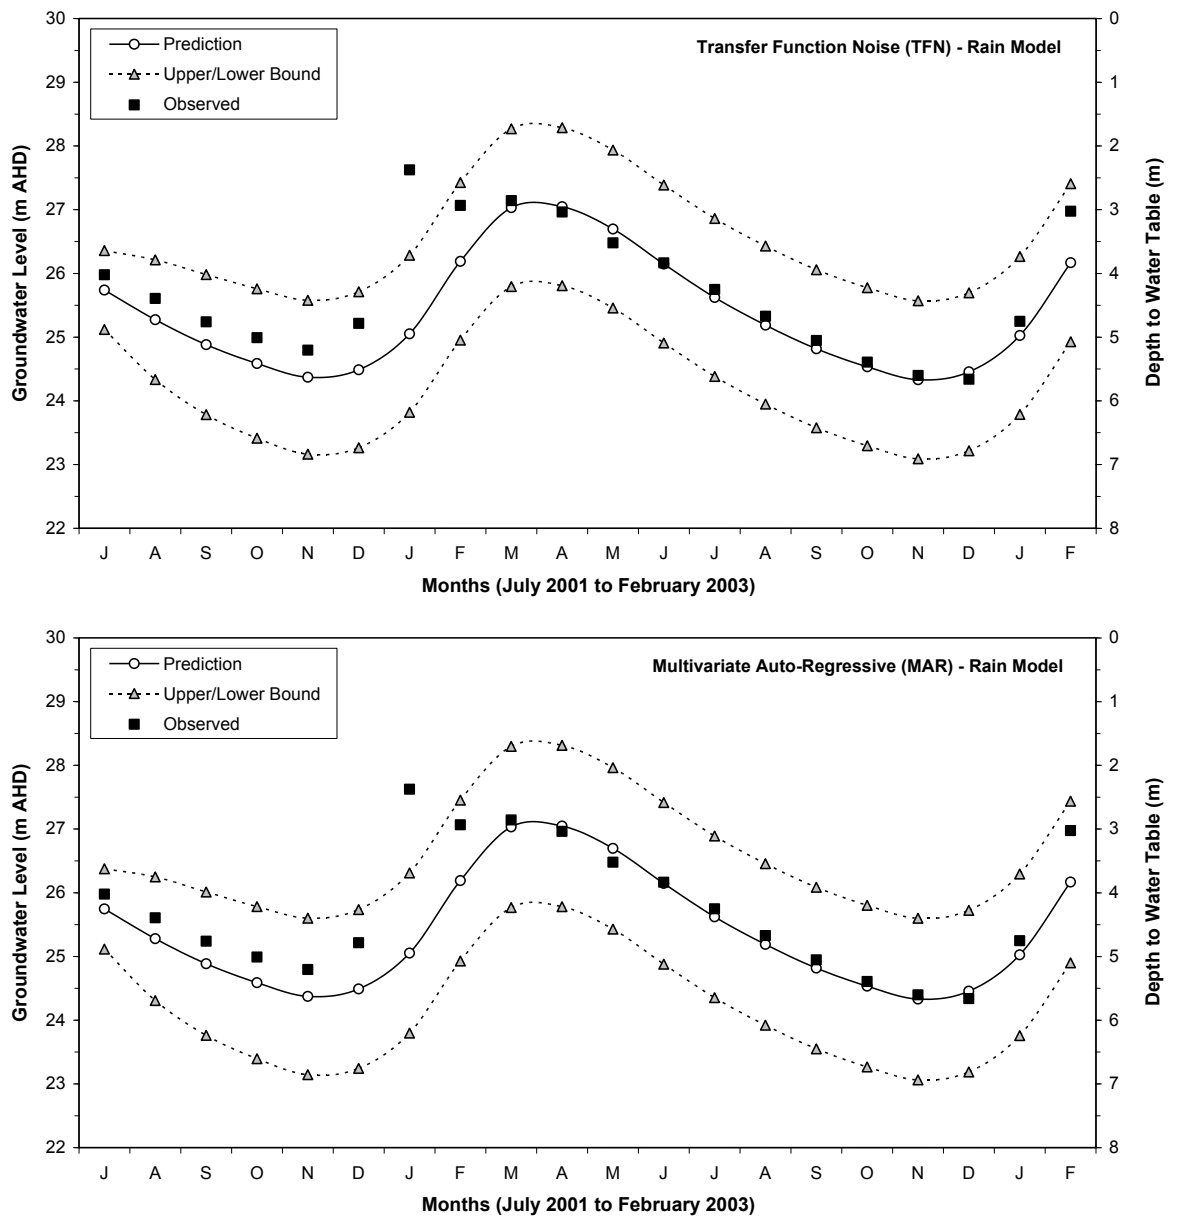 Transfer Function Noise (TFN) - Rain Model
Prediction
Upper/Lower Bound
Observed
Groundwater Level (m AHD)
30
29
28
27
26
25
24
23
22
Depth to Water Table (m)
0
1
2
3
4
5
6
7
8
J A S O N D J F M A M J J A S O N D J F
Months (July 2001 to February 2003)
Multivariate Auto-Regressive (MAR) - Rain Model
Prediction
Upper/Lower Bound
Observed
Groundwater Level (m AHD)
30
29
28
27
26
25
24
23
22
Depth to Water Table (m)
0
1
2
3
4
5
6
7
8
J A S O N D J F M A M J J A S O N D J F
Months (July 2001 to February 2003)